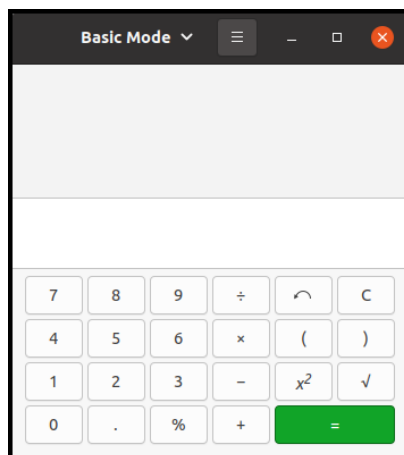 Basic Mode
7 8 9 ÷ C
4 5 6 × ( )
1 2 3 − x² √
0 . % + =